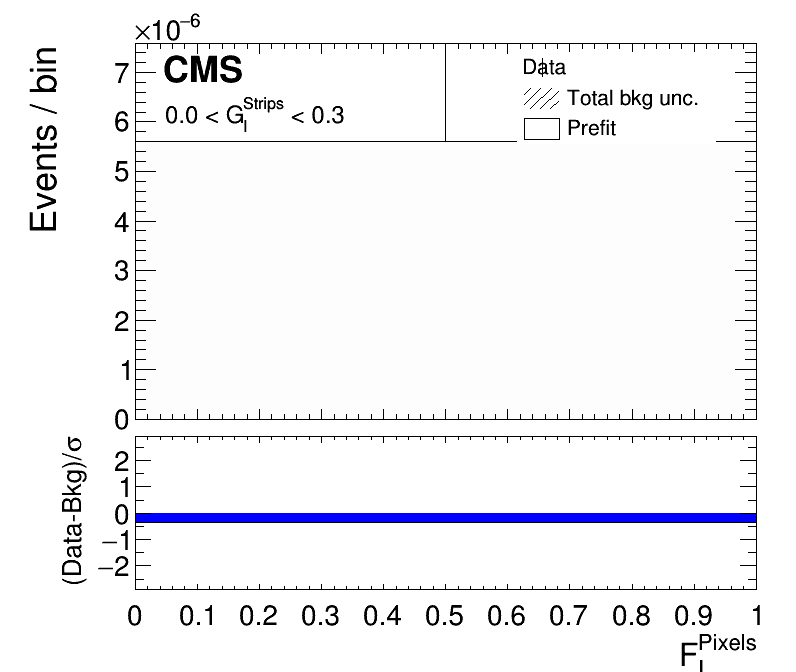 ×10⁻⁶
CMS
0.0 < G_I^Strips < 0.3
Data
Total bkg unc.
Prefit
Events / bin
7
6
5
4
3
2
1
0
(Data-Bkg)/σ
2
1
0
−1
−2
0 0.1 0.2 0.3 0.4 0.5 0.6 0.7 0.8 0.9 1
F_I^Pixels